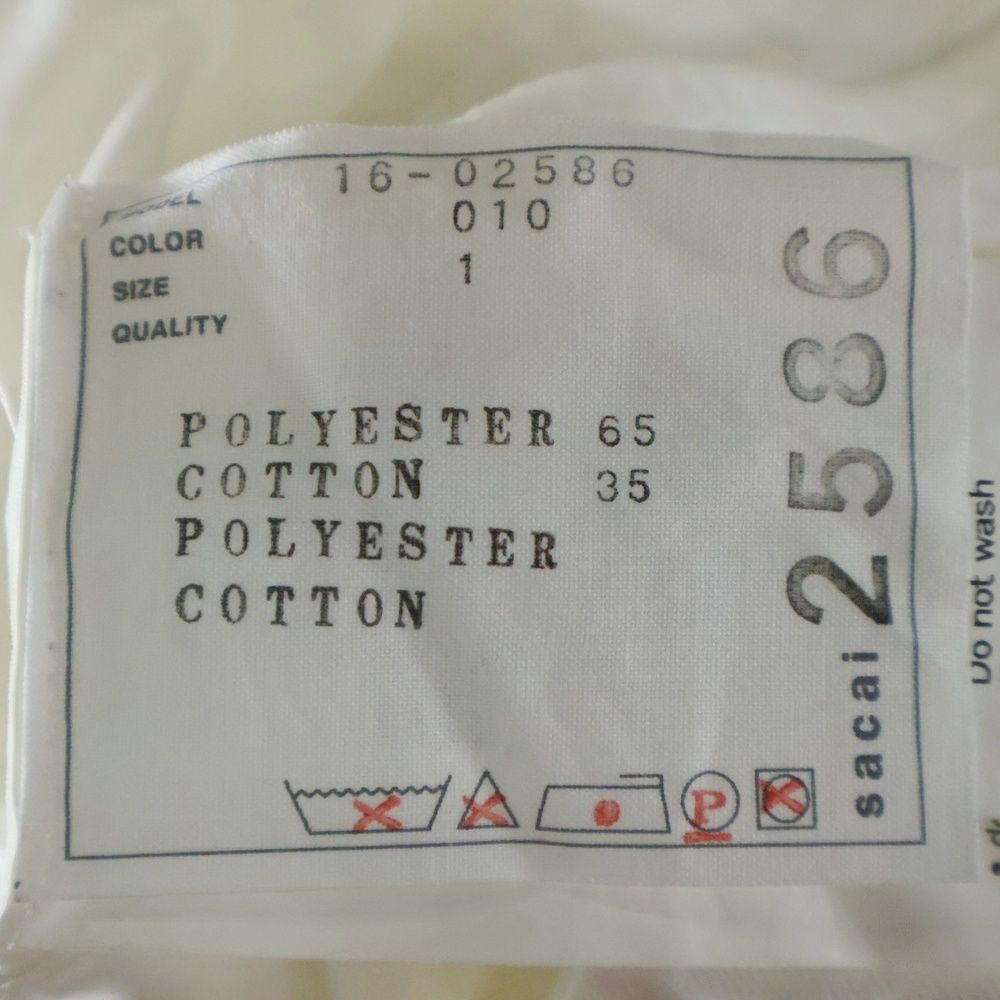 16-02586
COLOR 010
SIZE 1
QUALITY
POLYESTER 65
COTTON 35
POLYESTER
COTTON
P
sacai 2586
Do not wash